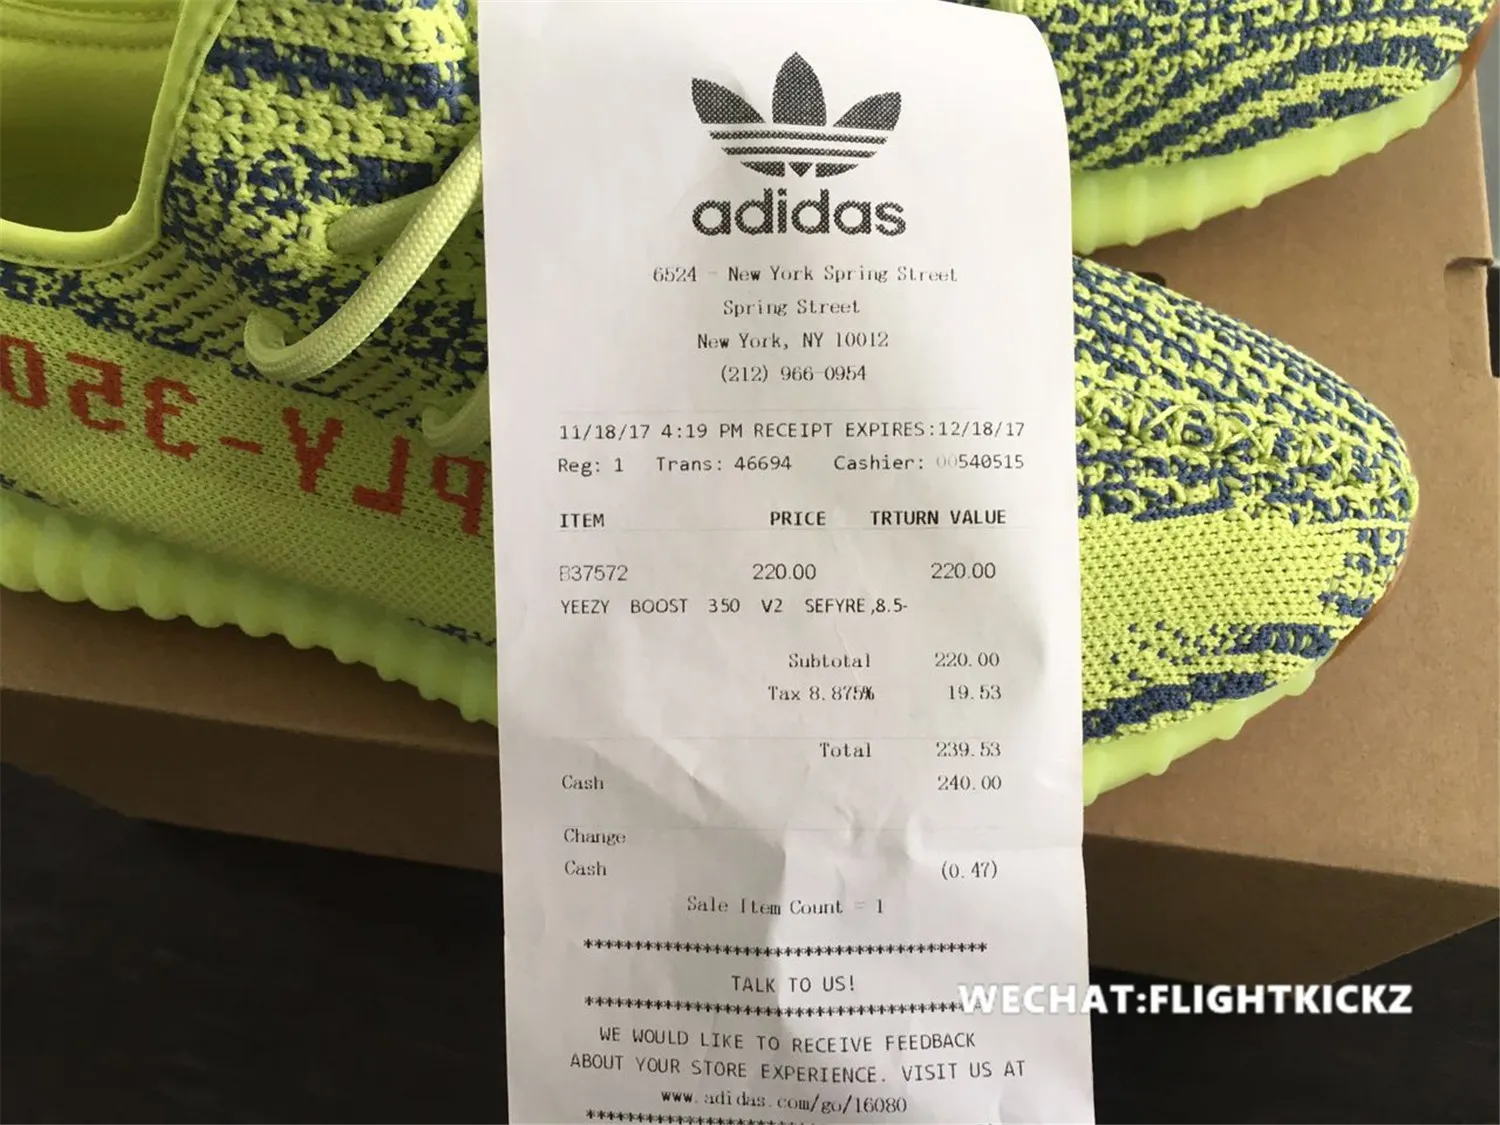 adidas
6524 - New York Spring Street
Spring Street
New York, NY 10012
(212) 966-0954
11/18/17 4:19 PM RECEIPT EXPIRES:12/18/17
Reg: 1 Trans: 46694 Cashier: 00540515
ITEM PRICE TRTURN VALUE
B37572 220.00 220.00
YEEZY BOOST 350 V2 SEFYRE ,8.5-
Subtotal 220.00
Tax 8.875% 19.53
Total 239.53
Cash 240.00
Change
Cash (0.47)
Sale Item Count = 1
****************************************
TALK TO US!
****************************************
WE WOULD LIKE TO RECEIVE FEEDBACK
ABOUT YOUR STORE EXPERIENCE. VISIT US AT
www.adidas.com/go/16080
****************************************
SPLY-350
WECHAT:FLIGHTKICKZ